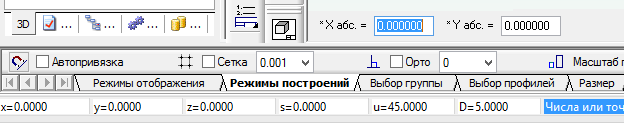 *X абс. = 0.000000 *Y абс. = 0.000000
3D ... ... ... ...
Автопривязка Сетка 0.001 Орто 0 Масштаб
Режимы отображения Режимы построений Выбор группы Выбор профилей Размер
x=0.0000 y=0.0000 z=0.0000 s=0.0000 u=45.0000 D=5.0000 Числа или